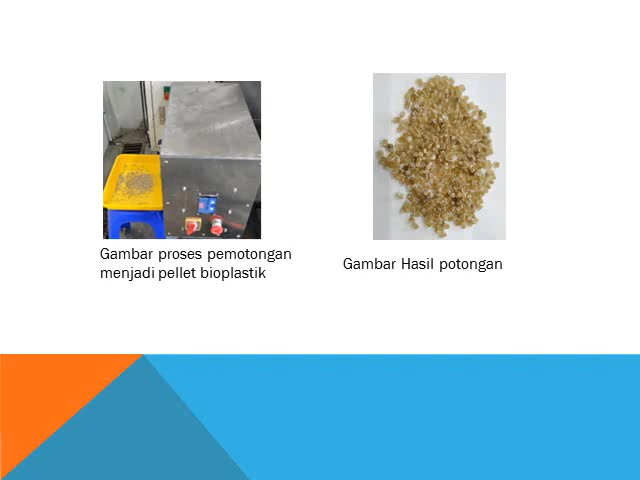 Gambar proses pemotongan
menjadi pellet bioplastik
Gambar Hasil potongan